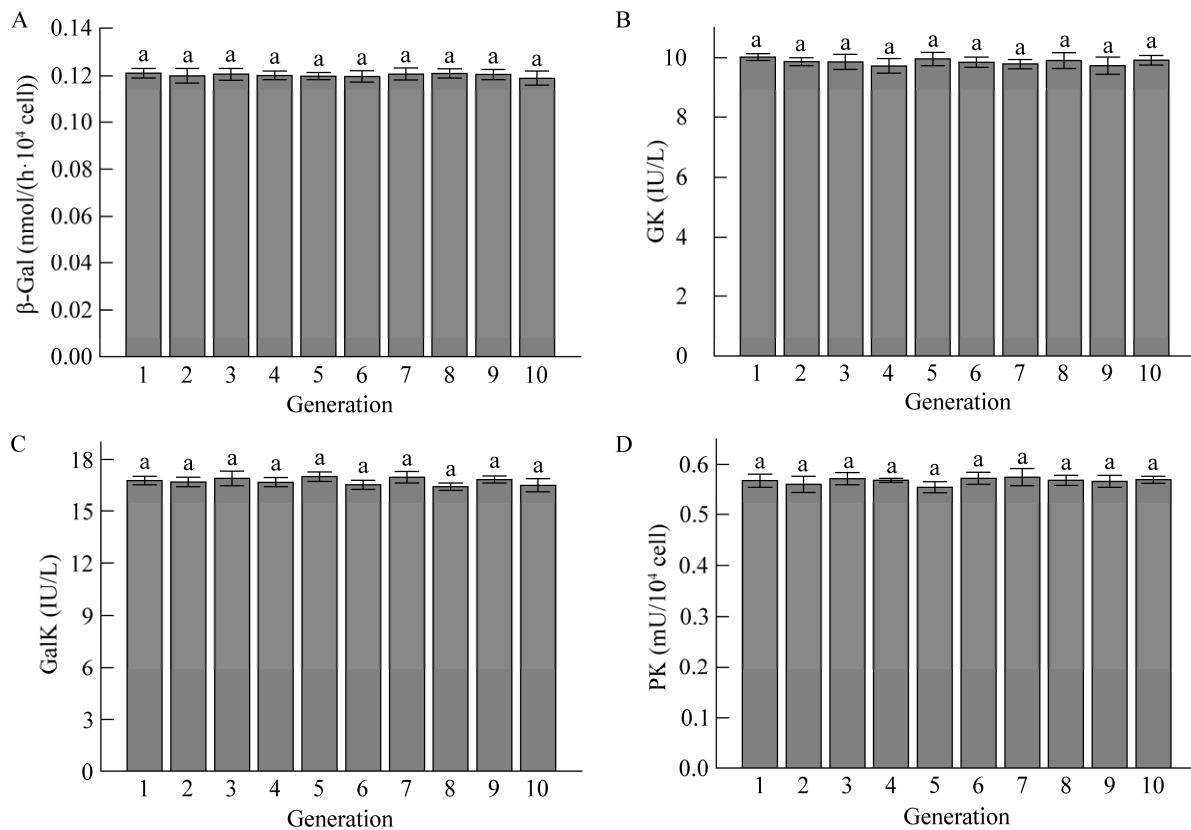 A
β-Gal (nmol/(h·10⁴ cell))
0.14
0.12
0.10
0.08
0.06
0.04
0.02
0.00
a a a a a a a a a a
1 2 3 4 5 6 7 8 9 10
Generation
B
GK (IU/L)
10
8
6
4
2
0
a a a a a a a a a a
1 2 3 4 5 6 7 8 9 10
Generation
C
GalK (IU/L)
18
15
12
9
6
3
0
a a a a a a a a a a
1 2 3 4 5 6 7 8 9 10
Generation
D
PK (mU/10⁴ cell)
0.6
0.5
0.4
0.3
0.2
0.1
0.0
a a a a a a a a a a
1 2 3 4 5 6 7 8 9 10
Generation